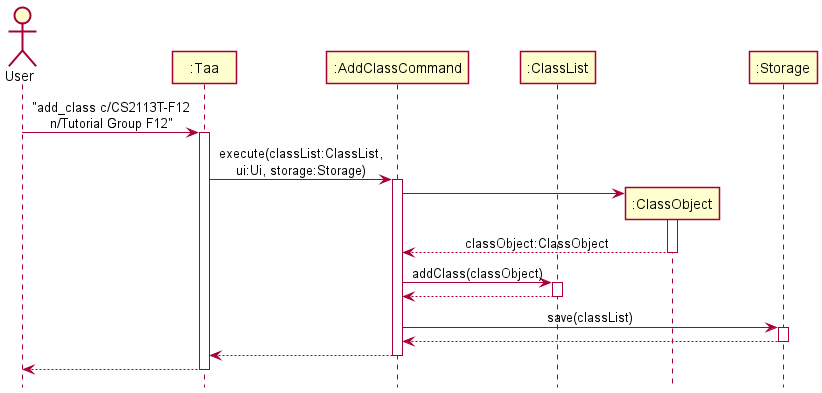 User
:Taa
:AddClassCommand
:ClassList
:Storage
"add_class c/CS2113T-F12
n/Tutorial Group F12"
execute(classList:ClassList,
ui:Ui, storage:Storage)
:ClassObject
classObject:ClassObject
addClass(classObject)
save(classList)